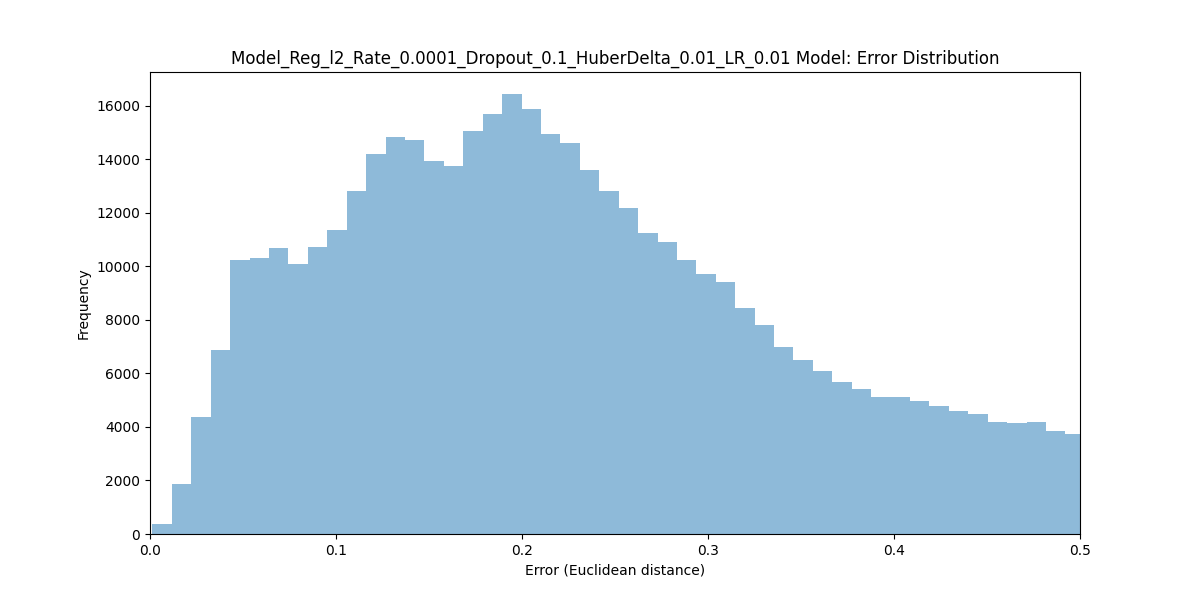 Model_Reg_l2_Rate_0.0001_Dropout_0.1_HuberDelta_0.01_LR_0.01 Model: Error Distribution
16000
14000
12000
10000
8000
6000
4000
2000
0
Frequency
0.0 0.1 0.2 0.3 0.4 0.5
Error (Euclidean distance)